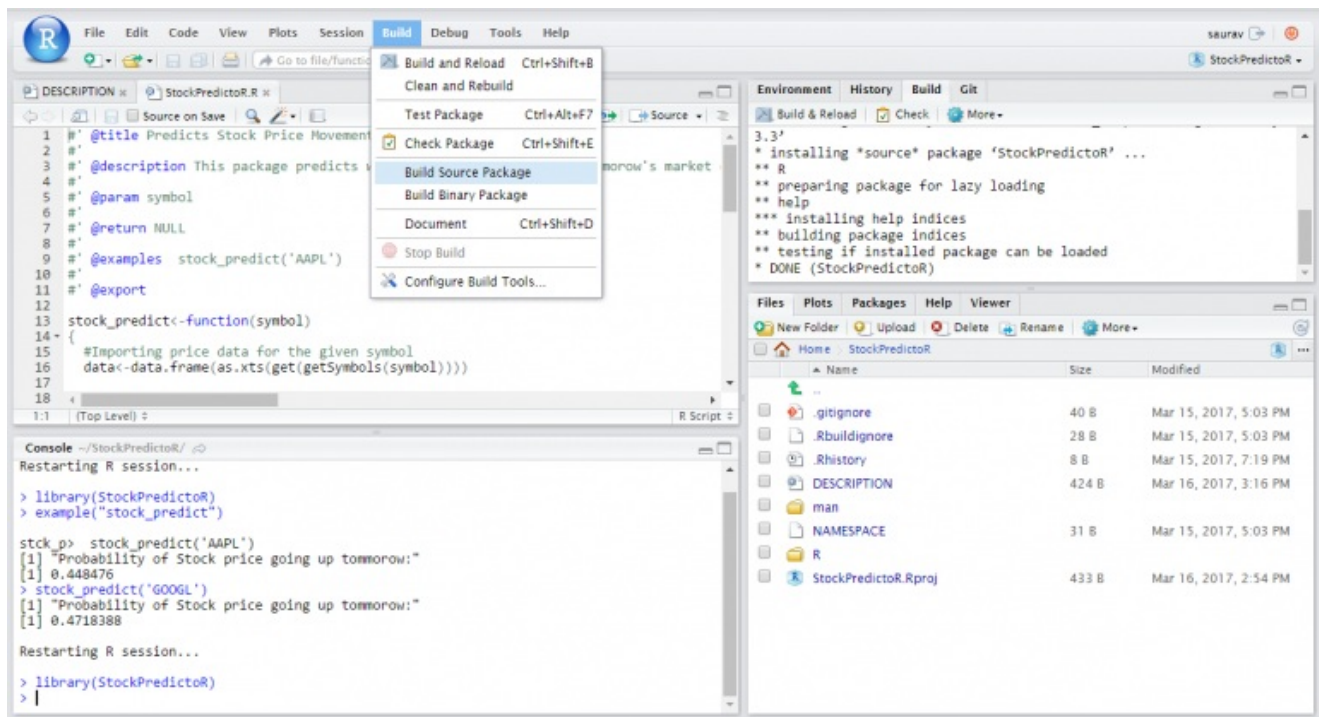 R
File Edit Code View Plots Session Build Debug Tools Help
saurav
Go to file/functio
StockPredictoR
Build and Reload Ctrl+Shift+B
Clean and Rebuild
Test Package Ctrl+Alt+F7
Check Package Ctrl+Shift+E
Build Source Package
Build Binary Package
Document Ctrl+Shift+D
Stop Build
Configure Build Tools...
DESCRIPTION × StockPredictoR.R ×
Source on Save
Source
1 #' @title Predicts Stock Price Movement
2 #'
3 #' @description This package predicts w morow's market
4 #'
5 #' @param symbol
6 #'
7 #' @return NULL
8 #'
9 #' @examples stock_predict('AAPL')
10 #'
11 #' @export
12
13 stock_predict<-function(symbol)
14 {
15 #Importing price data for the given symbol
16 data<-data.frame(as.xts(get(getSymbols(symbol))))
17
18
1:1 (Top Level) R Script
Console ~/StockPredictoR/
Restarting R session...
> library(StockPredictoR)
> example("stock_predict")
stck_p> stock_predict('AAPL')
[1] "Probability of Stock price going up tommorow:"
[1] 0.448476
> stock_predict('GOOGL')
[1] "Probability of Stock price going up tommorow:"
[1] 0.4718388
Restarting R session...
> library(StockPredictoR)
>
Environment History Build Git
Build & Reload Check More
3.3'
* installing *source* package 'StockPredictoR' ...
** R
** preparing package for lazy loading
** help
*** installing help indices
** building package indices
** testing if installed package can be loaded
* DONE (StockPredictoR)
Files Plots Packages Help Viewer
New Folder Upload Delete Rename More
Home StockPredictoR
Name Size Modified
..
.gitignore 40 B Mar 15, 2017, 5:03 PM
.Rbuildignore 28 B Mar 15, 2017, 5:03 PM
.Rhistory 8 B Mar 15, 2017, 7:19 PM
DESCRIPTION 424 B Mar 16, 2017, 3:16 PM
man
NAMESPACE 31 B Mar 15, 2017, 5:03 PM
R
StockPredictoR.Rproj 433 B Mar 16, 2017, 2:54 PM